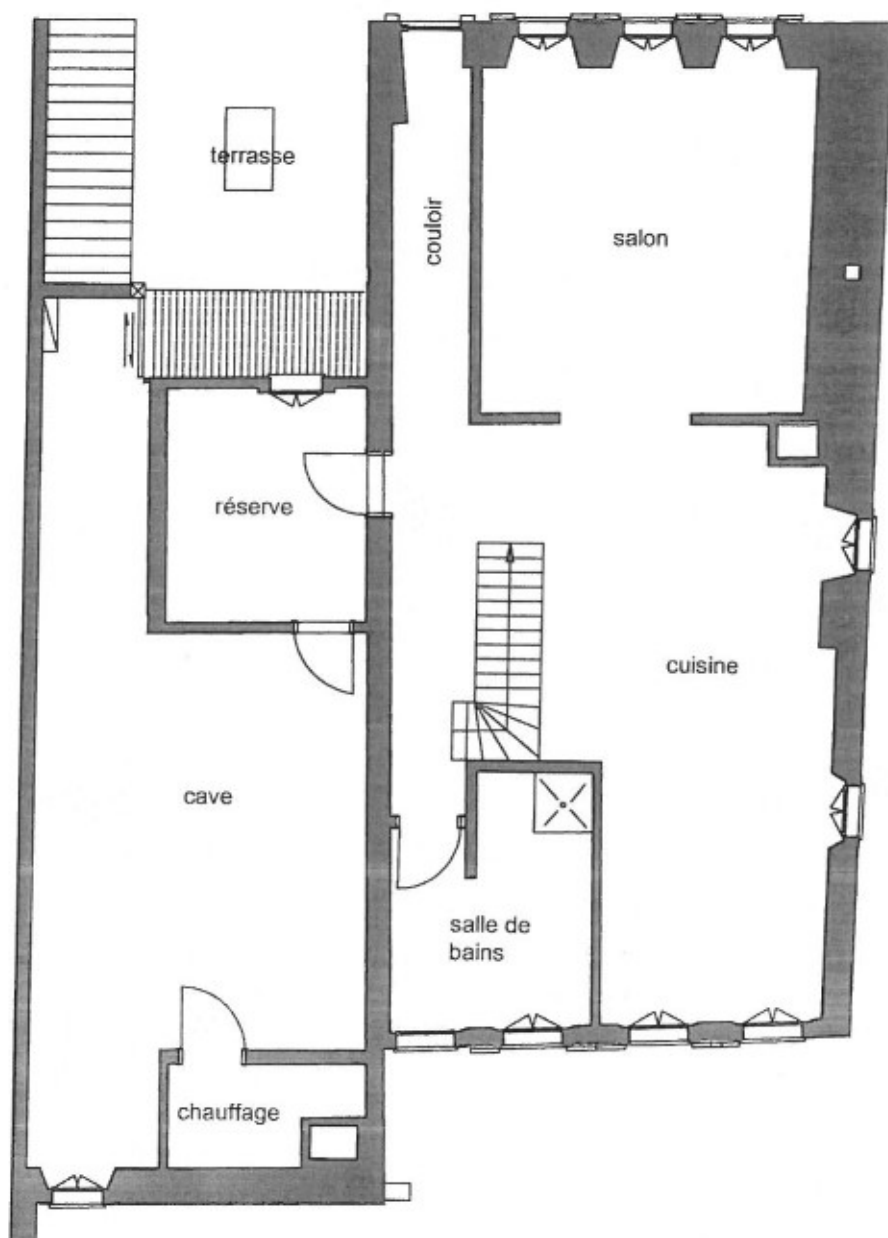 terrasse
couloir
salon
réserve
cuisine
cave
salle de
bains
chauffage